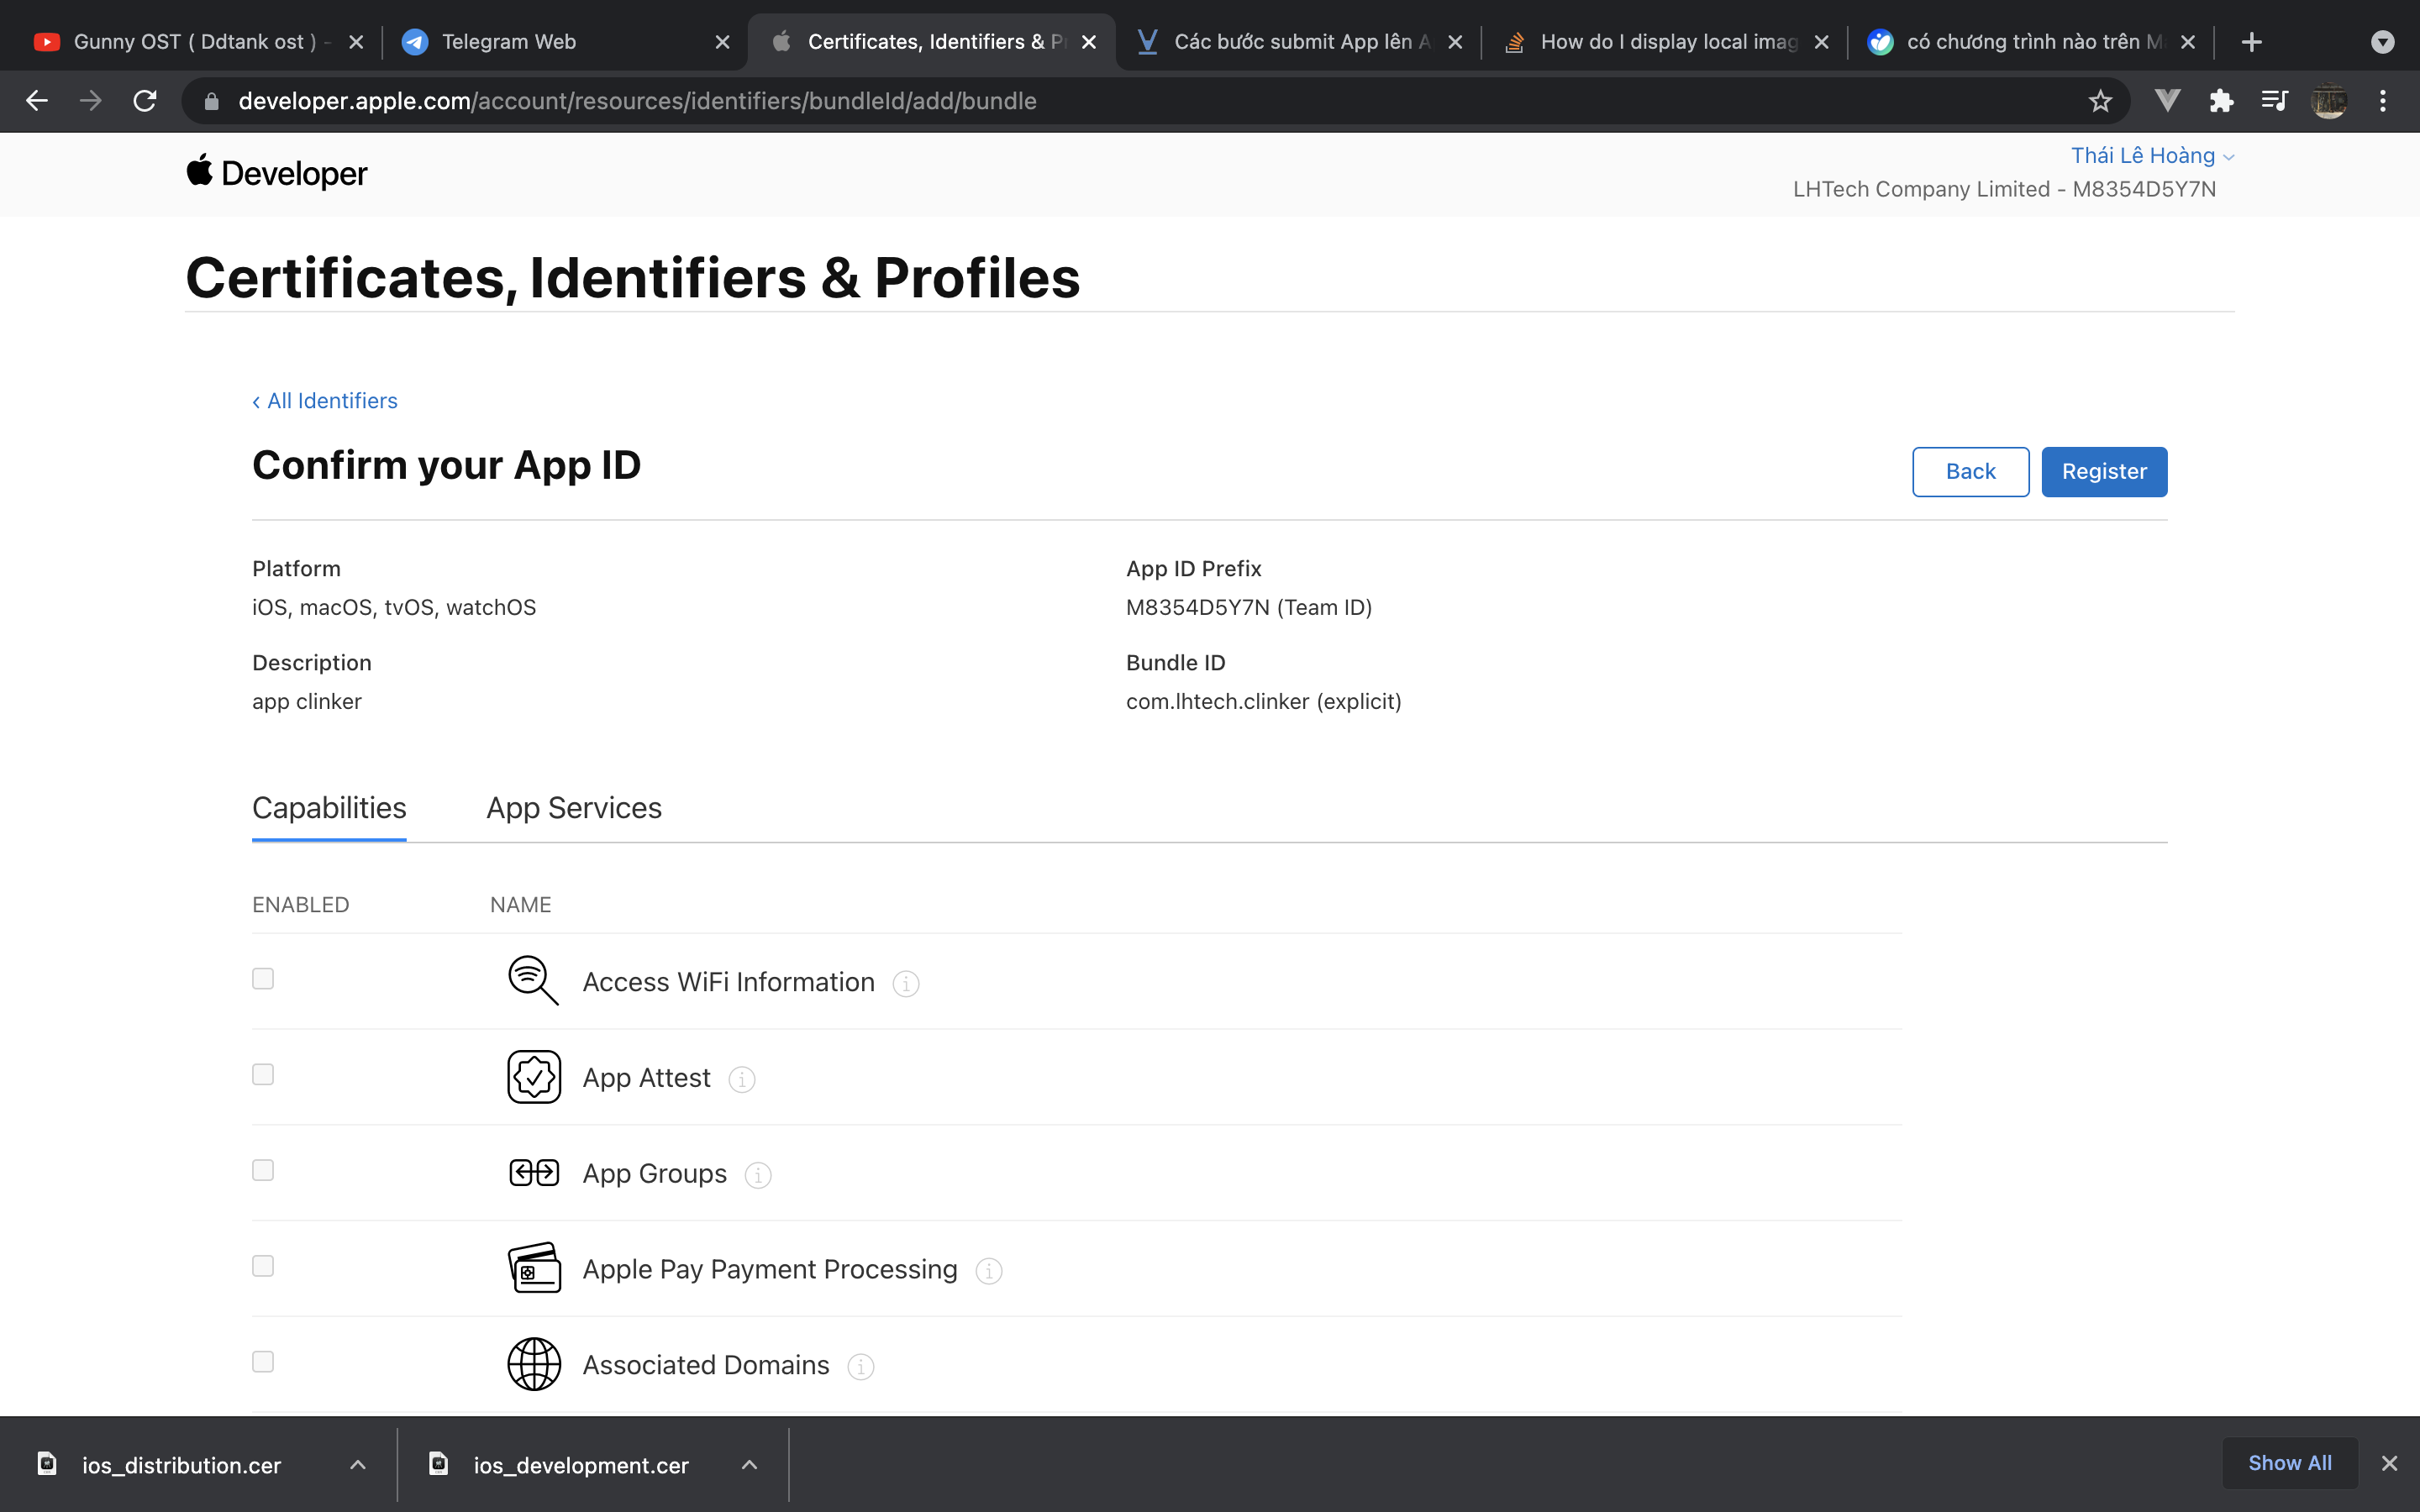 Gunny OST ( Ddtank ost ) -
Telegram Web
Certificates, Identifiers & Pr
Các bước submit App lên A
How do I display local imag
có chương trình nào trên M
developer.apple.com/account/resources/identifiers/bundleId/add/bundle
Developer
Thái Lê Hoàng
LHTech Company Limited - M8354D5Y7N
Certificates, Identifiers & Profiles
‹ All Identifiers
Confirm your App ID
Back
Register
Platform
iOS, macOS, tvOS, watchOS
App ID Prefix
M8354D5Y7N (Team ID)
Description
app clinker
Bundle ID
com.lhtech.clinker (explicit)
Capabilities
App Services
ENABLED
NAME
Access WiFi Information
App Attest
App Groups
Apple Pay Payment Processing
Associated Domains
ios_distribution.cer
ios_development.cer
Show All